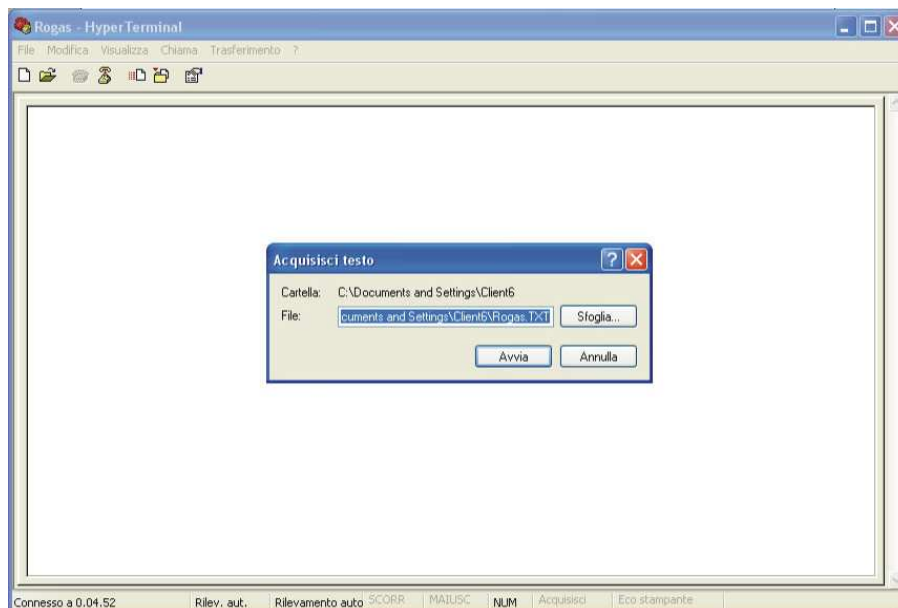 Rogas - HyperTerminal
File Modifica Visualizza Chiama Trasferimento ?
Acquisisci testo
Cartella: C:\Documents and Settings\Client6
File: cuments and Settings\Client6\Rogas.TXT Sfoglia...
Avvia Annulla
Connesso a 0.04.52 Rilev. aut. Rilevamento auto SCORR MAIUSC NUM Acquisisci Eco stampante